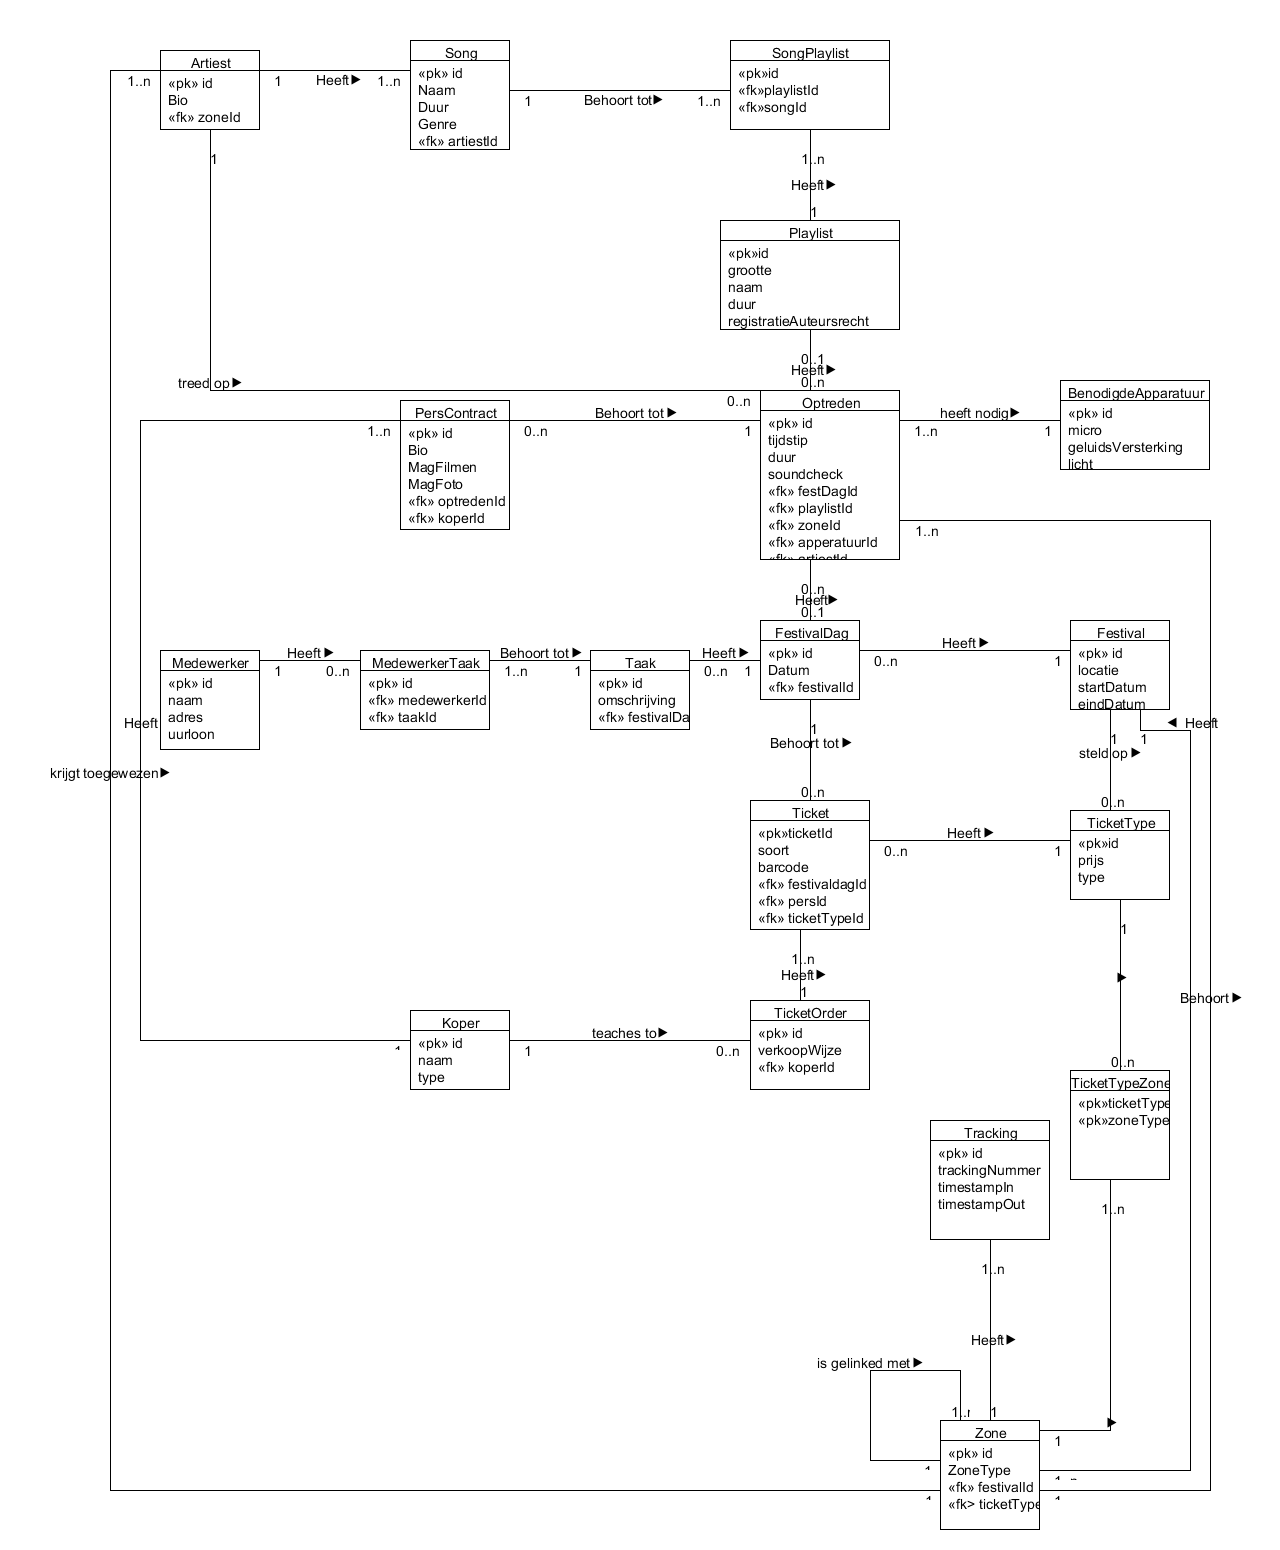 Artiest
«pk» id
Bio
«fk» zoneId
1..n
1
Heeft
1..n
Song
«pk» id
Naam
Duur
Genre
«fk» artiestId
1
Behoort tot
1..n
SongPlaylist
«pk»id
«fk»playlistId
«fk»songId
1
1..n
Heeft
1
Playlist
«pk»id
grootte
naam
duur
registratieAuteursrecht
0..1
Heeft
0..n
treed op
0..n
PersContract
«pk» id
Bio
MagFilmen
MagFoto
«fk» optredenId
«fk» koperId
1..n
0..n
Behoort tot
1
Optreden
«pk» id
tijdstip
duur
soundcheck
«fk» festDagId
«fk» playlistId
«fk» zoneId
«fk» apperatuurId
«fk» artiestId
heeft nodig
1..n
1
BenodigdeApparatuur
«pk» id
micro
geluidsVersterking
licht
1..n
0..n
Heeft
0..1
Medewerker
«pk» id
naam
adres
uurloon
Heeft
1
0..n
MedewerkerTaak
«pk» id
«fk» medewerkerId
«fk» taakId
Behoort tot
1..n
1
Taak
«pk» id
omschrijving
«fk» festivalDa
Heeft
0..n
1
FestivalDag
«pk» id
Datum
«fk» festivalId
Heeft
0..n
1
Festival
«pk» id
locatie
startDatum
eindDatum
Heeft
krijgt toegewezen
1
Behoort tot
0..n
1
1
Heeft
steld op
0..n
Ticket
«pk»ticketId
soort
barcode
«fk» festivaldagId
«fk» persId
«fk» ticketTypeId
Heeft
0..n
1
TicketType
«pk»id
prijs
type
1
1..n
Heeft
1
Behoort
Koper
«pk» id
naam
type
1
1
teaches to
0..n
TicketOrder
«pk» id
verkoopWijze
«fk» koperId
0..n
TicketTypeZone
«pk»ticketType
«pk»zoneType
1..n
Tracking
«pk» id
trackingNummer
timestampIn
timestampOut
1..n
Heeft
is gelinked met
1..n
1
Zone
«pk» id
ZoneType
«fk» festivalId
«fk> ticketType
1
1
1
1
1..n
1